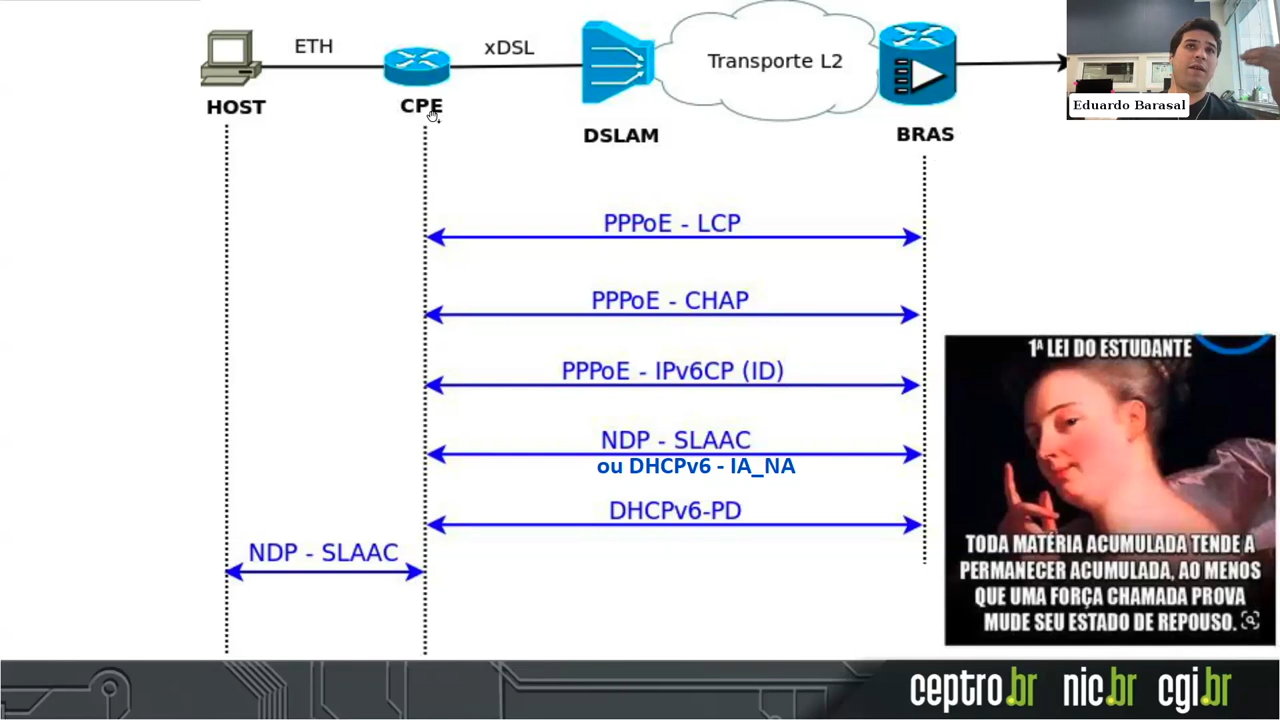 ETH
xDSL
Transporte L2
HOST
CPE
DSLAM
BRAS
Eduardo Barasal
PPPoE - LCP
PPPoE - CHAP
PPPoE - IPv6CP (ID)
NDP - SLAAC
ou DHCPv6 - IA_NA
DHCPv6-PD
NDP - SLAAC
1ª LEI DO ESTUDANTE
TODA MATÉRIA ACUMULADA TENDE A
PERMANECER ACUMULADA, AO MENOS
QUE UMA FORÇA CHAMADA PROVA
MUDE SEU ESTADO DE REPOUSO.
ceptro.br nic.br cgi.br